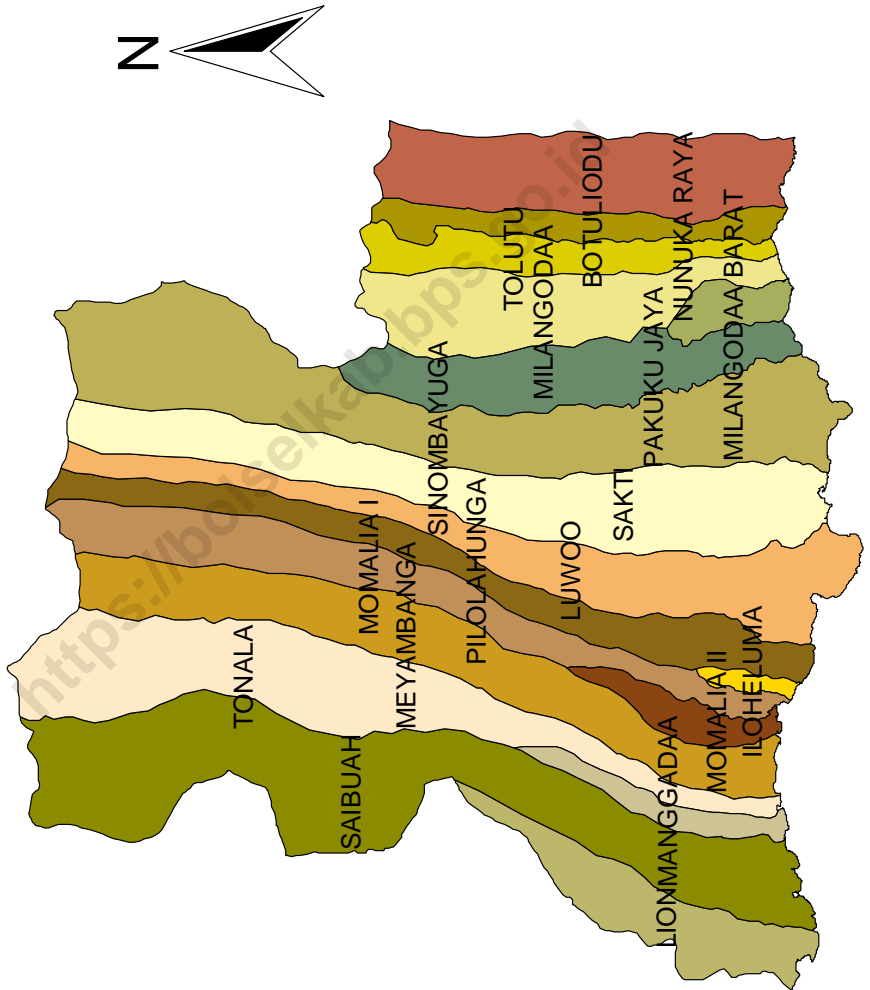 N
TONALA
SAIBUAH
MOMALIA I
MEYAMBANGA
SINOMBAYUGA
PILOLAHUNGA
TOLUTU
MILANGODAA
LUWOO
BOTULIODU
SAKTI
PAKUKU JAYA
LIONMANGGADAA
NUNUKA RAYA
MOMALIA II
MILANGODAA BARAT
ILOHELUMA
https://bolselkab.bps.go.id